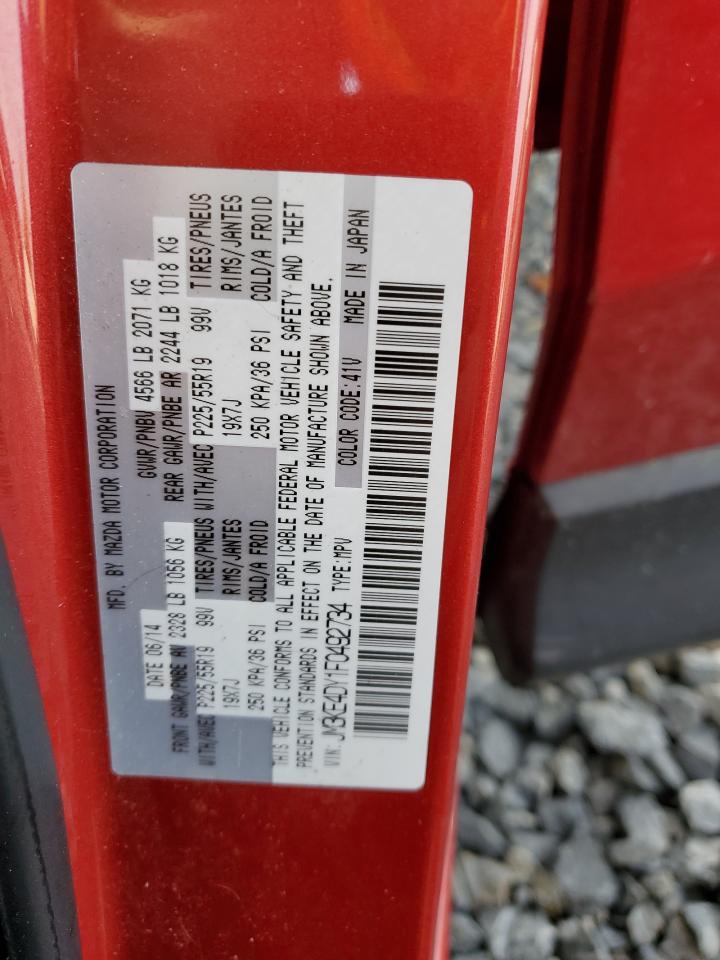 MFD. BY MAZDA MOTOR CORPORATION
DATE 06/14 GVWR/PNBV 4566 LB 2071 KG
FRONT GAWR/PNBE AV 2328 LB 1056 KG REAR GAWR/PNBE AR 2244 LB 1018 KG
WITH/AVEC P225/55R19 99V TIRES/PNEUS WITH/AVEC P225/55R19 99V TIRES/PNEUS
19X7J RIMS/JANTES 19X7J RIMS/JANTES
250 KPA/36 PSI COLD/A FROID 250 KPA/36 PSI COLD/A FROID
THIS VEHICLE CONFORMS TO ALL APPLICABLE FEDERAL MOTOR VEHICLE SAFETY AND THEFT
PREVENTION STANDARDS IN EFFECT ON THE DATE OF MANUFACTURE SHOWN ABOVE.
VIN: JM3KE4DY1F0492734 TYPE:MPV COLOR CODE:41V MADE IN JAPAN